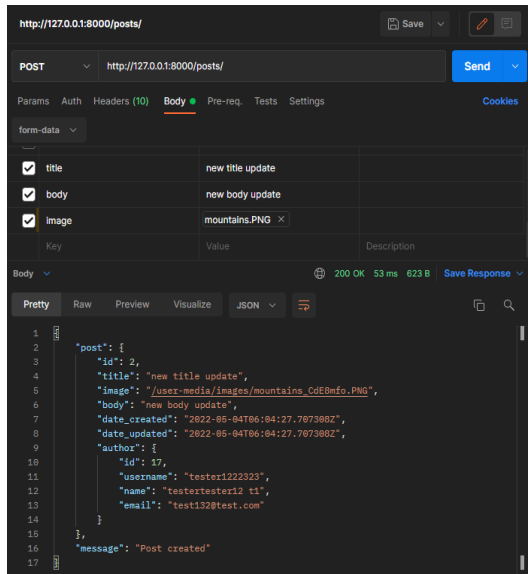 http://127.0.0.1:8000/posts/ Save
POST http://127.0.0.1:8000/posts/ Send
Params Auth Headers (10) Body Pre-req. Tests Settings Cookies
form-data
title new title update
body new body update
image mountains.PNG ×
Key Value Description
Body 200 OK 53 ms 623 B Save Response
Pretty Raw Preview Visualize JSON
1 {
2 "post": {
3 "id": 2,
4 "title": "new title update",
5 "image": "/user-media/images/mountains_CdE8mfo.PNG",
6 "body": "new body update",
7 "date_created": "2022-05-04T06:04:27.707308Z",
8 "date_updated": "2022-05-04T06:04:27.707308Z",
9 "author": {
10 "id": 17,
11 "username": "tester1222323",
12 "name": "testertester12 t1",
13 "email": "test132@test.com"
14 }
15 },
16 "message": "Post created"
17 }